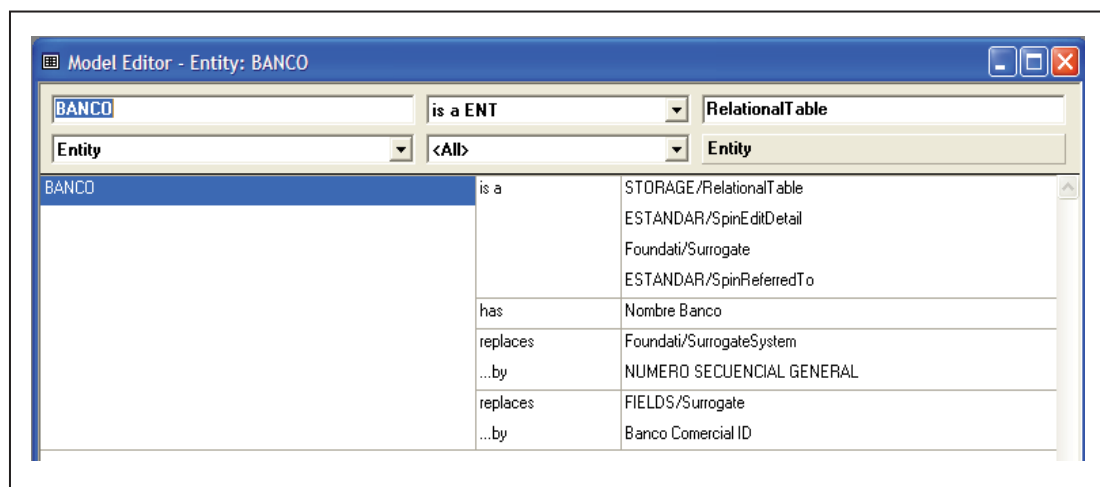 Model Editor - Entity: BANCO
BANCO is a ENT RelationalTable
Entity <All> Entity
BANCO is a STORAGE/RelationalTable
ESTANDAR/SpinEditDetail
Foundati/Surrogate
ESTANDAR/SpinReferredTo
has Nombre Banco
replaces Foundati/SurrogateSystem
...by NUMERO SECUENCIAL GENERAL
replaces FIELDS/Surrogate
...by Banco Comercial ID